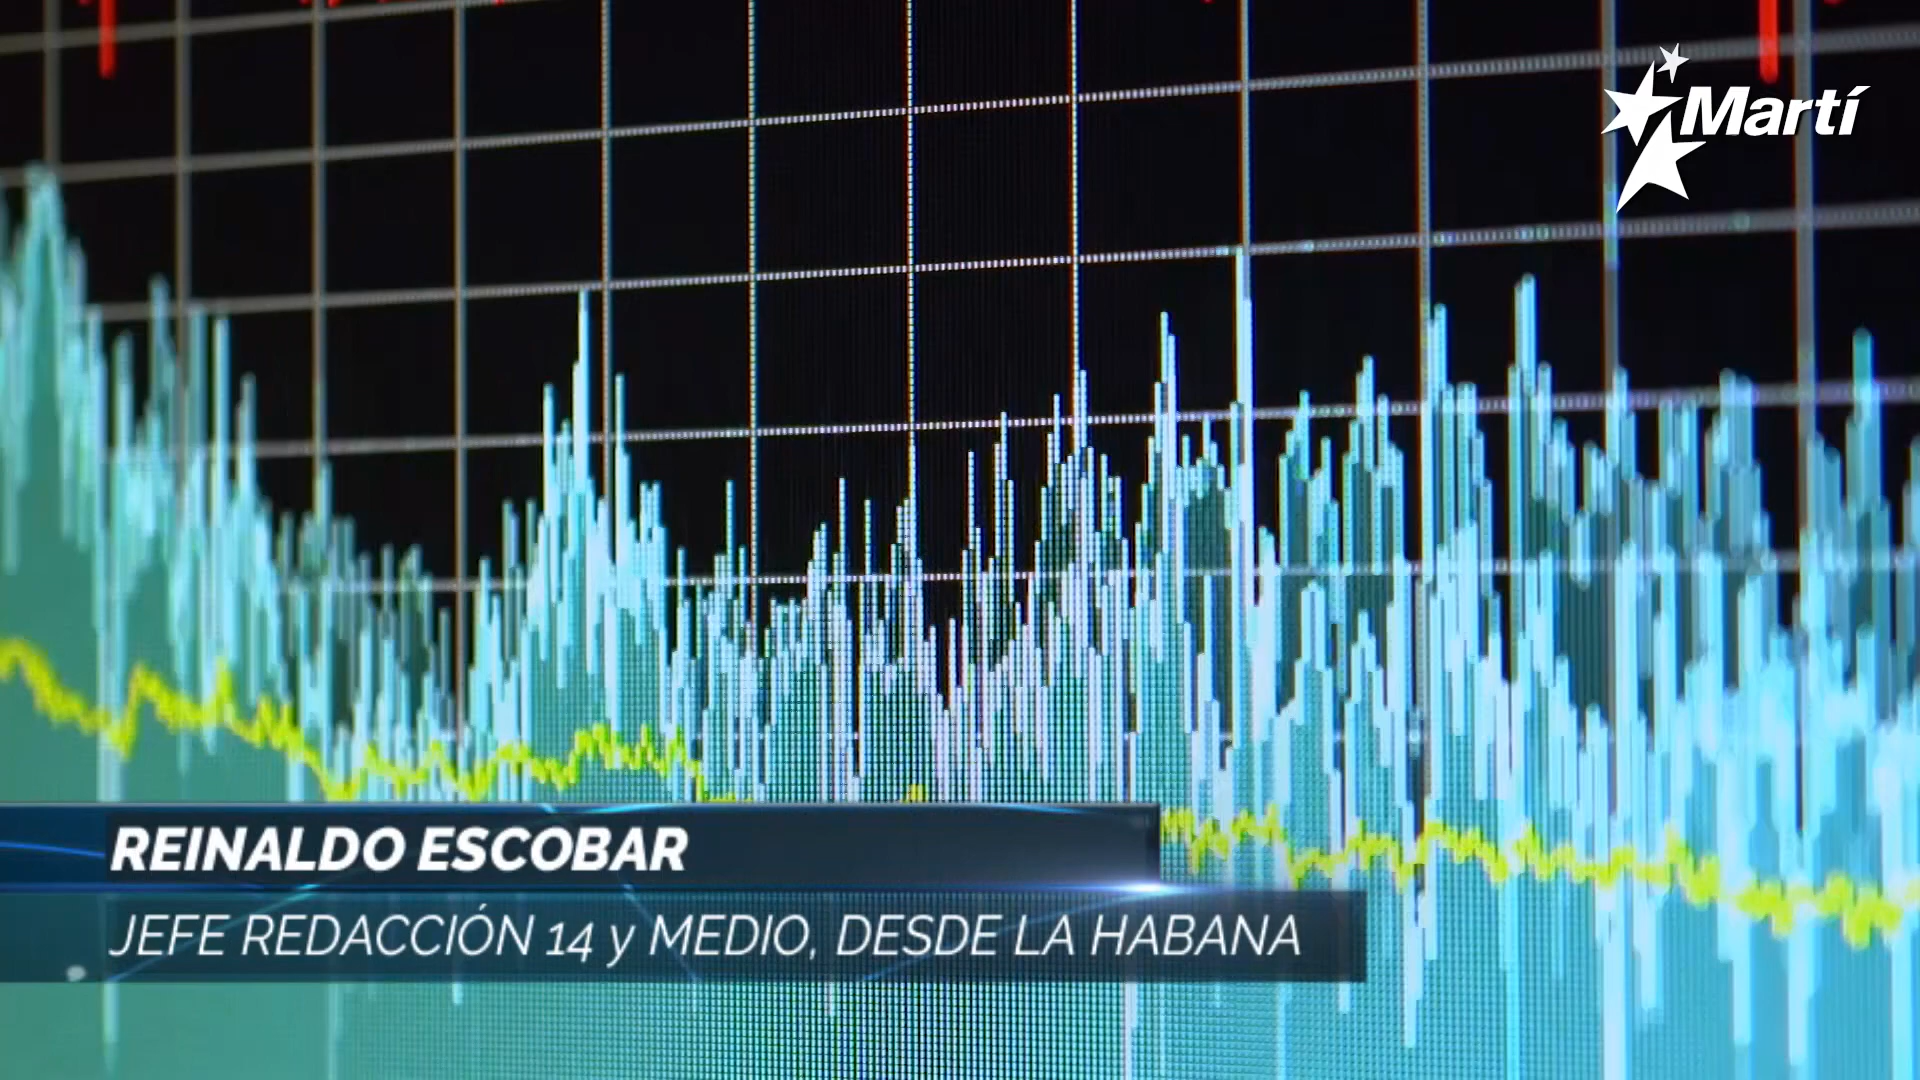 Martí
REINALDO ESCOBAR
JEFE REDACCIÓN 14 y MEDIO, DESDE LA HABANA